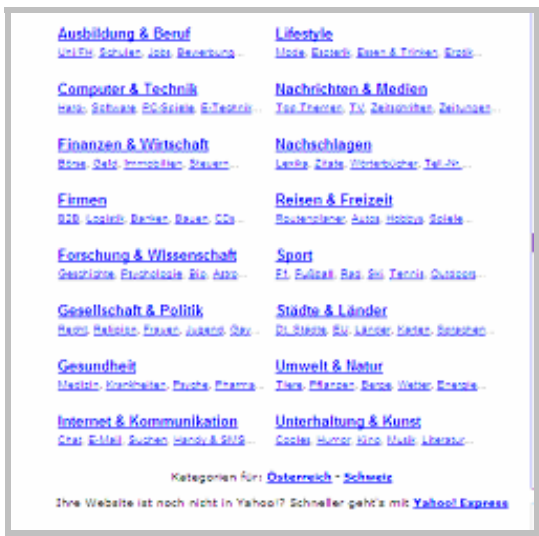 Ausbildung & Beruf
Uni/FH, Schulen, Jobs, Bewerbung...
Computer & Technik
Hard-, Software, PC-Spiele, E-Technik...
Finanzen & Wirtschaft
Börse, Geld, Immobilien, Steuern...
Firmen
B2B, Logistik, Banken, Bauen, CDs...
Forschung & Wissenschaft
Geschichte, Psychologie, Bio, Astro...
Gesellschaft & Politik
Recht, Religion, Frauen, Jugend, Gay...
Gesundheit
Medizin, Krankheiten, Psyche, Pharma...
Internet & Kommunikation
Chat, E-Mail, Suchen, Handy & SMS...
Lifestyle
Mode, Esoterik, Essen & Trinken, Erotik...
Nachrichten & Medien
Top Themen, TV, Zeitschriften, Zeitungen...
Nachschlagen
Lexika, Zitate, Wörterbücher, Tel.-Nr....
Reisen & Freizeit
Routenplaner, Autos, Hobbys, Spiele...
Sport
F1, Fußball, Rad, Ski, Tennis, Outdoor...
Städte & Länder
Dt. Städte, EU, Länder, Karten, Sprachen...
Umwelt & Natur
Tiere, Pflanzen, Berge, Wetter, Energie...
Unterhaltung & Kunst
Cooles, Humor, Kino, Musik, Literatur...
Kategorien für: Österreich - Schweiz
Ihre Website ist noch nicht in Yahoo!? Schneller geht's mit Yahoo! Express